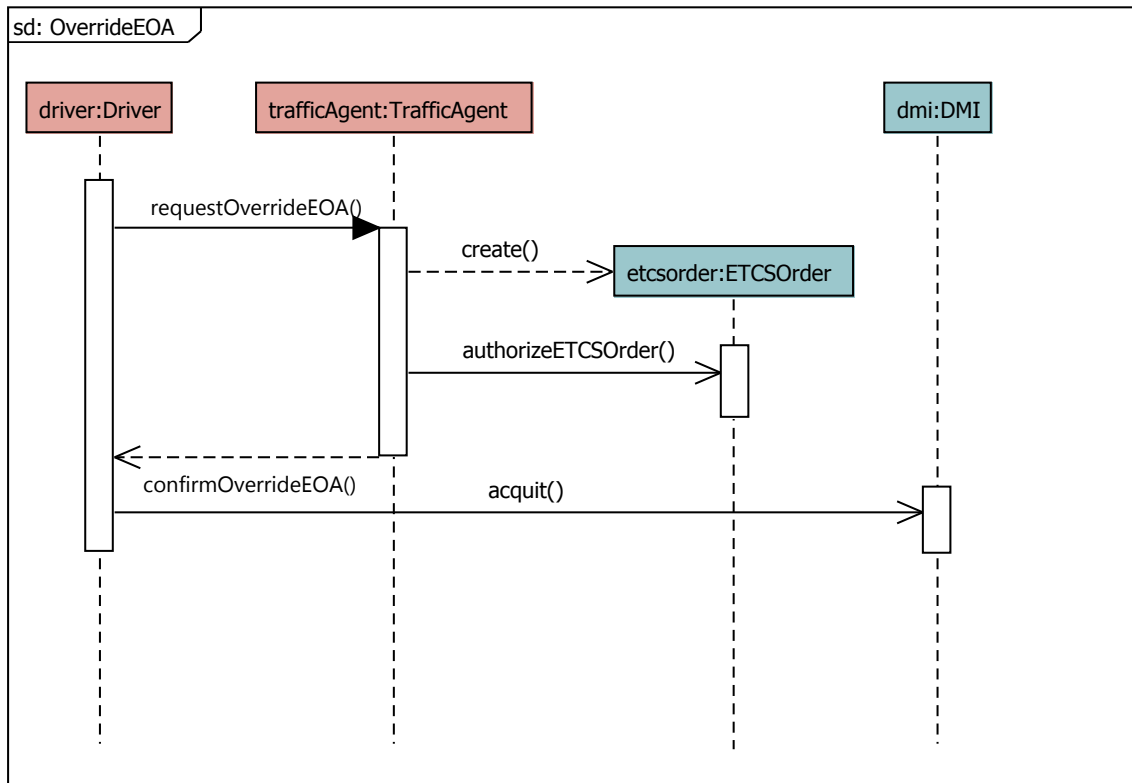 sd: OverrideEOA
driver:Driver
trafficAgent:TrafficAgent
dmi:DMI
requestOverrideEOA()
create()
etcsorder:ETCSOrder
authorizeETCSOrder()
confirmOverrideEOA()
acquit()